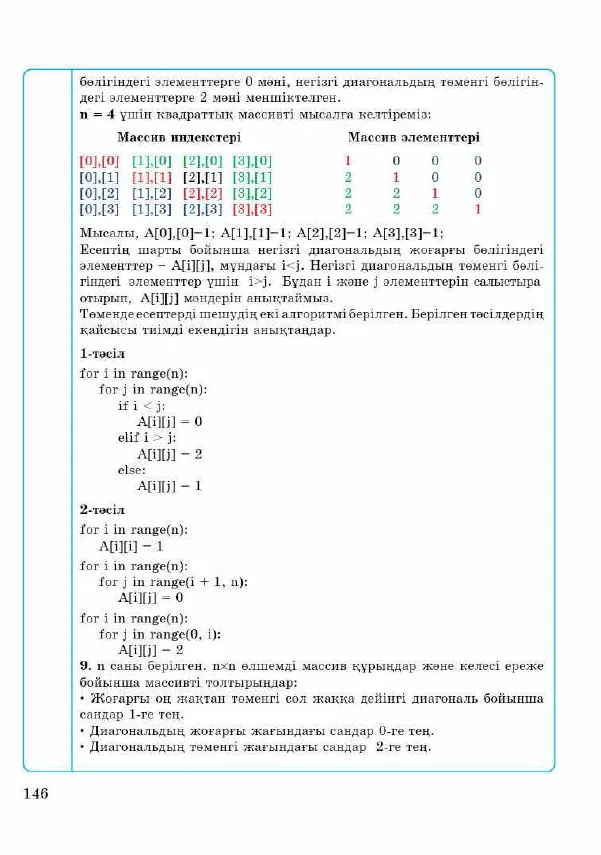 бөлігіндегі элементтерге 0 мәні, негізгі диагональдың төменгі бөлігін-
дегі элементтерге 2 мәні меншіктелген.
n = 4 үшін квадраттық массивті мысалға келтіреміз:
Массив индекстері Массив элементтері
[0],[0] [1],[0] [2],[0] [3],[0] 1 0 0 0
[0],[1] [1],[1] [2],[1] [3],[1] 2 1 0 0
[0],[2] [1],[2] [2],[2] [3],[2] 2 2 1 0
[0],[3] [1],[3] [2],[3] [3],[3] 2 2 2 1
Мысалы, A[0],[0]=1; A[1],[1]=1; A[2],[2]=1; A[3],[3]=1;
Есептің шарты бойынша негізгі диагональдың жоғарғы бөлігіндегі
элементтер – A[i][j], мұндағы i<j. Негізгі диагональдың төменгі бөлі-
гіндегі элементтер үшін i>j. Бұдан i және j элементтерін салыстыра
отырып, A[i][j] мәндерін анықтаймыз.
Төменде есептерді шешудің екі алгоритмі берілген. Берілген тәсілдердің
қайсысы тиімді екендігін анықтаңдар.
1-тәсіл
for i in range(n):
for j in range(n):
if i < j:
A[i][j] = 0
elif i > j:
A[i][j] = 2
else:
A[i][j] = 1
2-тәсіл
for i in range(n):
A[i][i] = 1
for i in range(n):
for j in range(i + 1, n):
A[i][j] = 0
for i in range(n):
for j in range(0, i):
A[i][j] = 2
9. n саны берілген. n×n өлшемді массив құрыңдар және келесі ереже
бойынша массивті толтырыңдар:
• Жоғарғы оң жақтан төменгі сол жаққа дейінгі диагональ бойынша
сандар 1-ге тең.
• Диагональдың жоғарғы жағындағы сандар 0-ге тең.
• Диагональдың төменгі жағындағы сандар 2-ге тең.
146